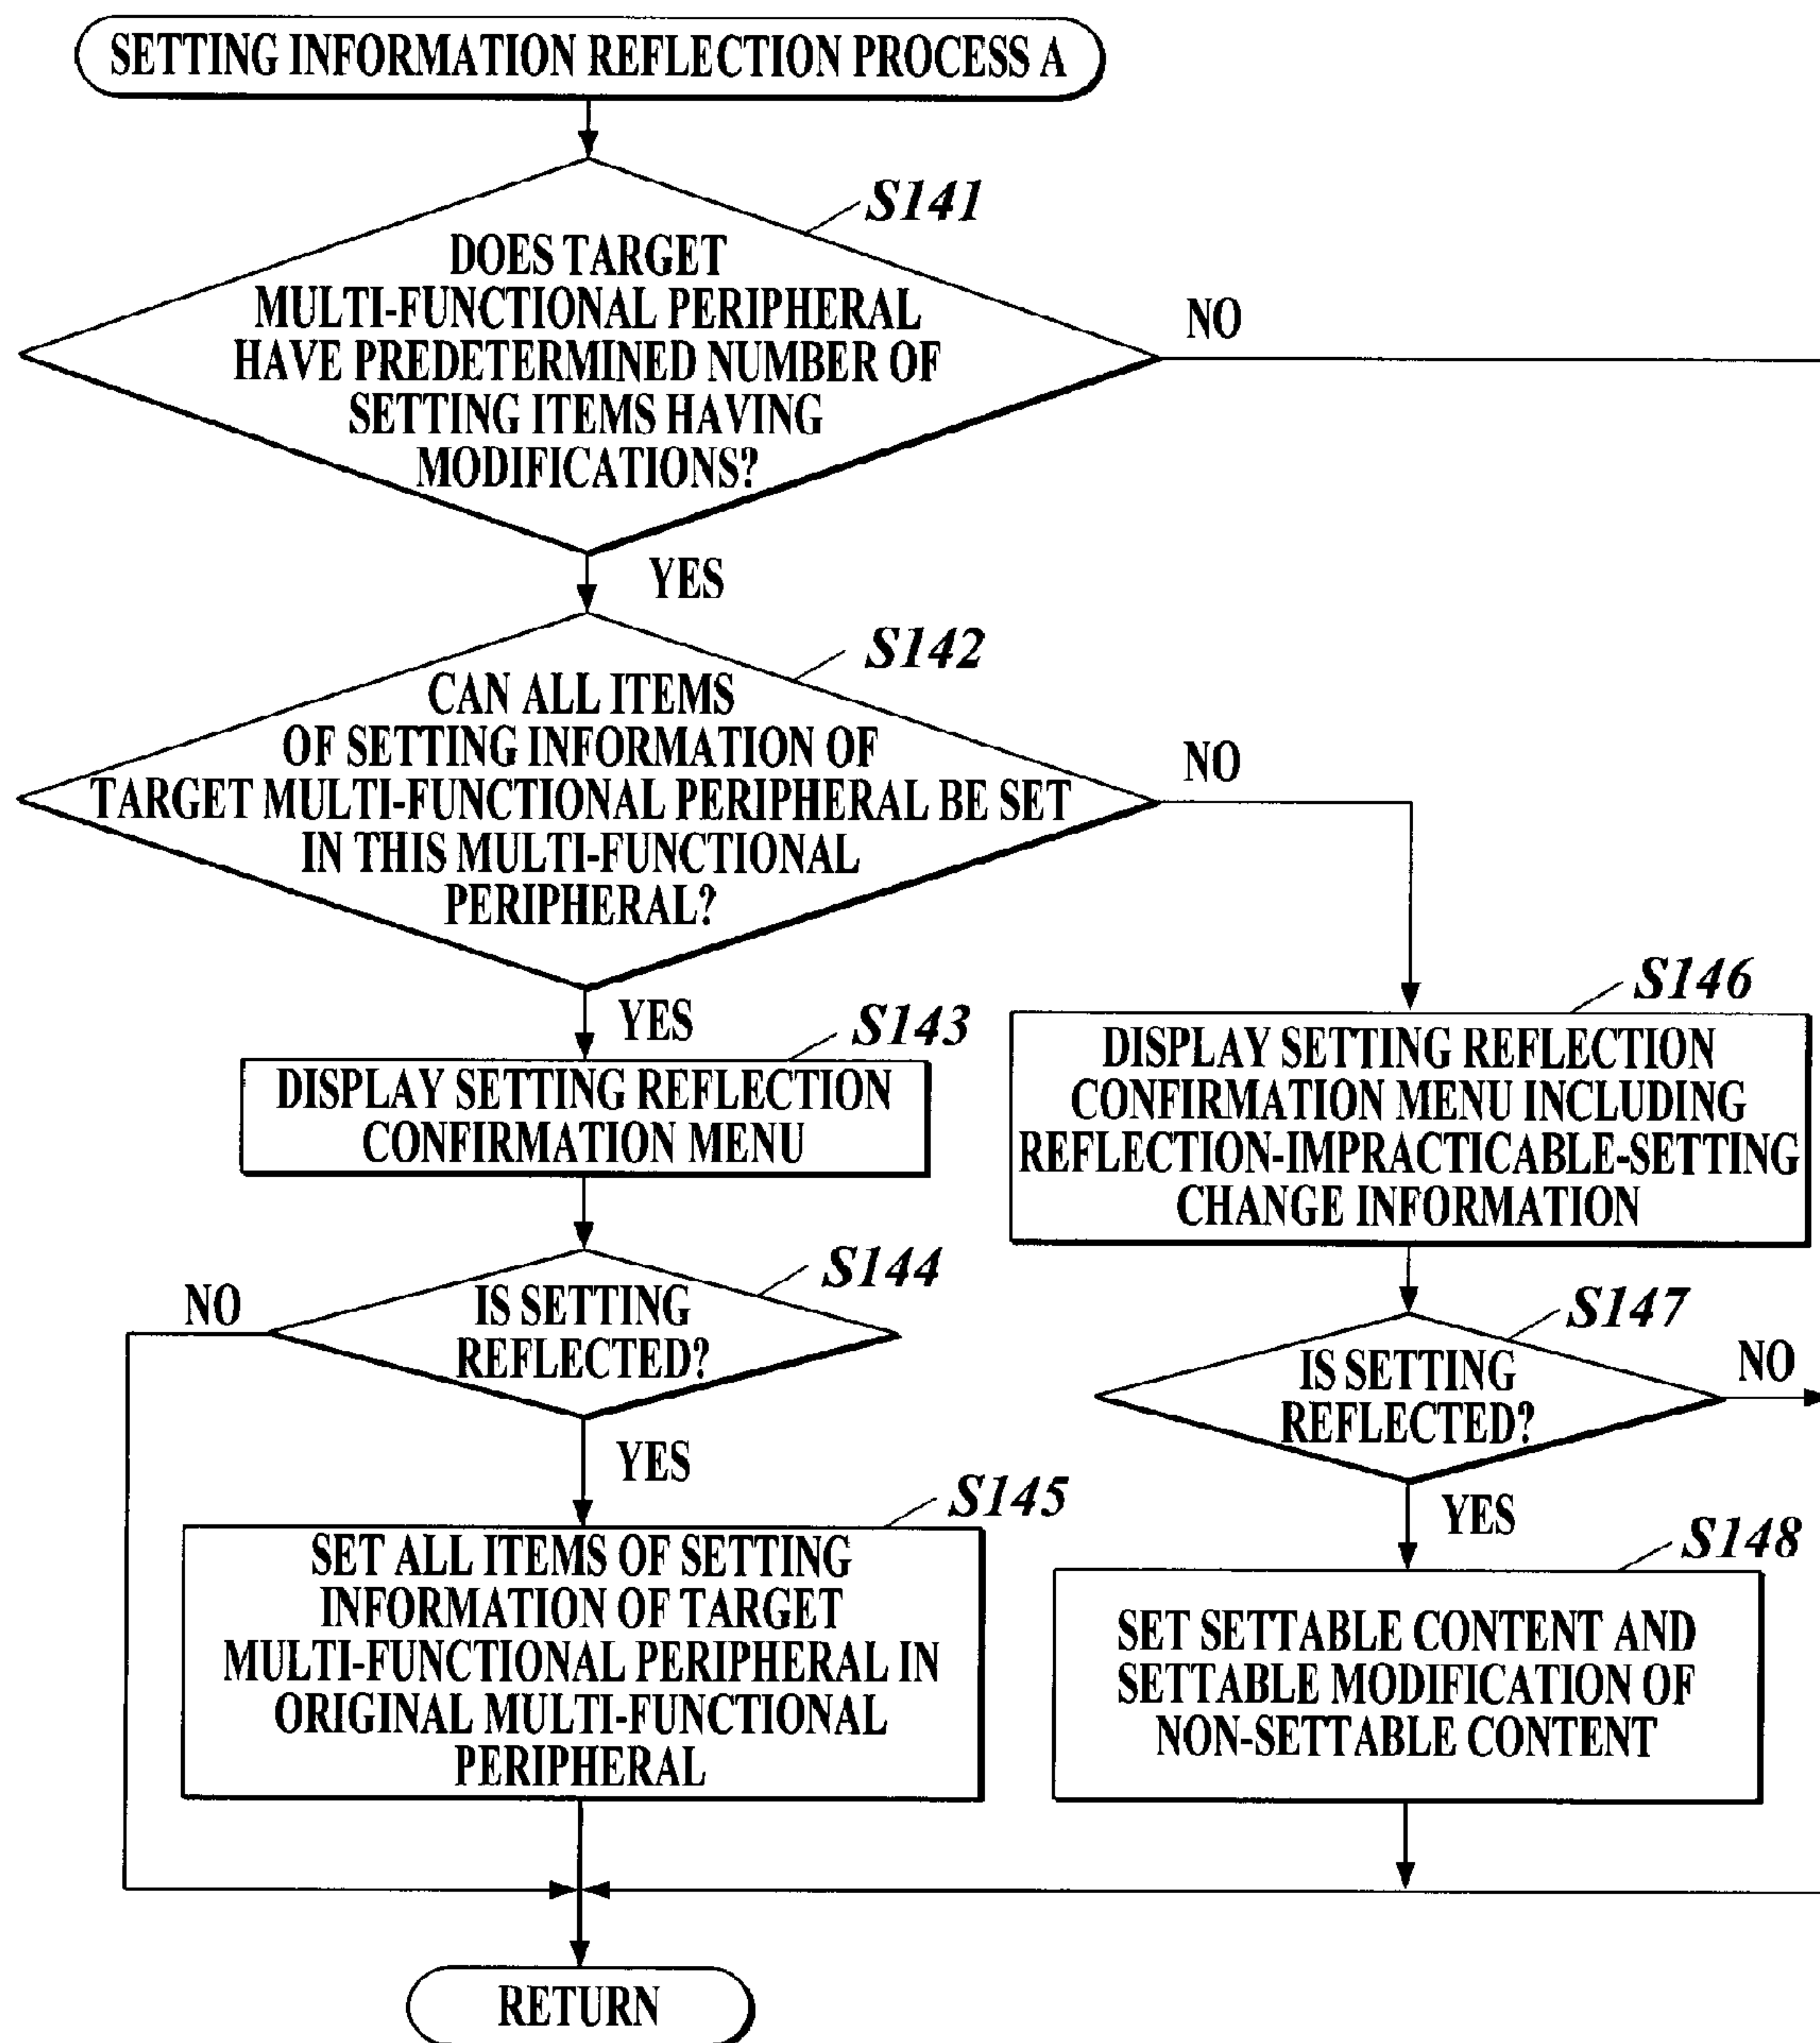 SETTING INFORMATION REFLECTION PROCESS A
S141
DOES TARGET
MULTI-FUNCTIONAL PERIPHERAL
HAVE PREDETERMINED NUMBER OF
SETTING ITEMS HAVING
MODIFICATIONS?
NO
YES
S142
CAN ALL ITEMS
OF SETTING INFORMATION OF
TARGET MULTI-FUNCTIONAL PERIPHERAL BE SET
IN THIS MULTI-FUNCTIONAL
PERIPHERAL?
NO
YES
S143
DISPLAY SETTING REFLECTION
CONFIRMATION MENU
S144
IS SETTING
REFLECTED?
NO
YES
S145
SET ALL ITEMS OF SETTING
INFORMATION OF TARGET
MULTI-FUNCTIONAL PERIPHERAL IN
ORIGINAL MULTI-FUNCTIONAL
PERIPHERAL
S146
DISPLAY SETTING REFLECTION
CONFIRMATION MENU INCLUDING
REFLECTION-IMPRACTICABLE-SETTING
CHANGE INFORMATION
S147
IS SETTING
REFLECTED?
NO
YES
S148
SET SETTABLE CONTENT AND
SETTABLE MODIFICATION OF
NON-SETTABLE CONTENT
RETURN